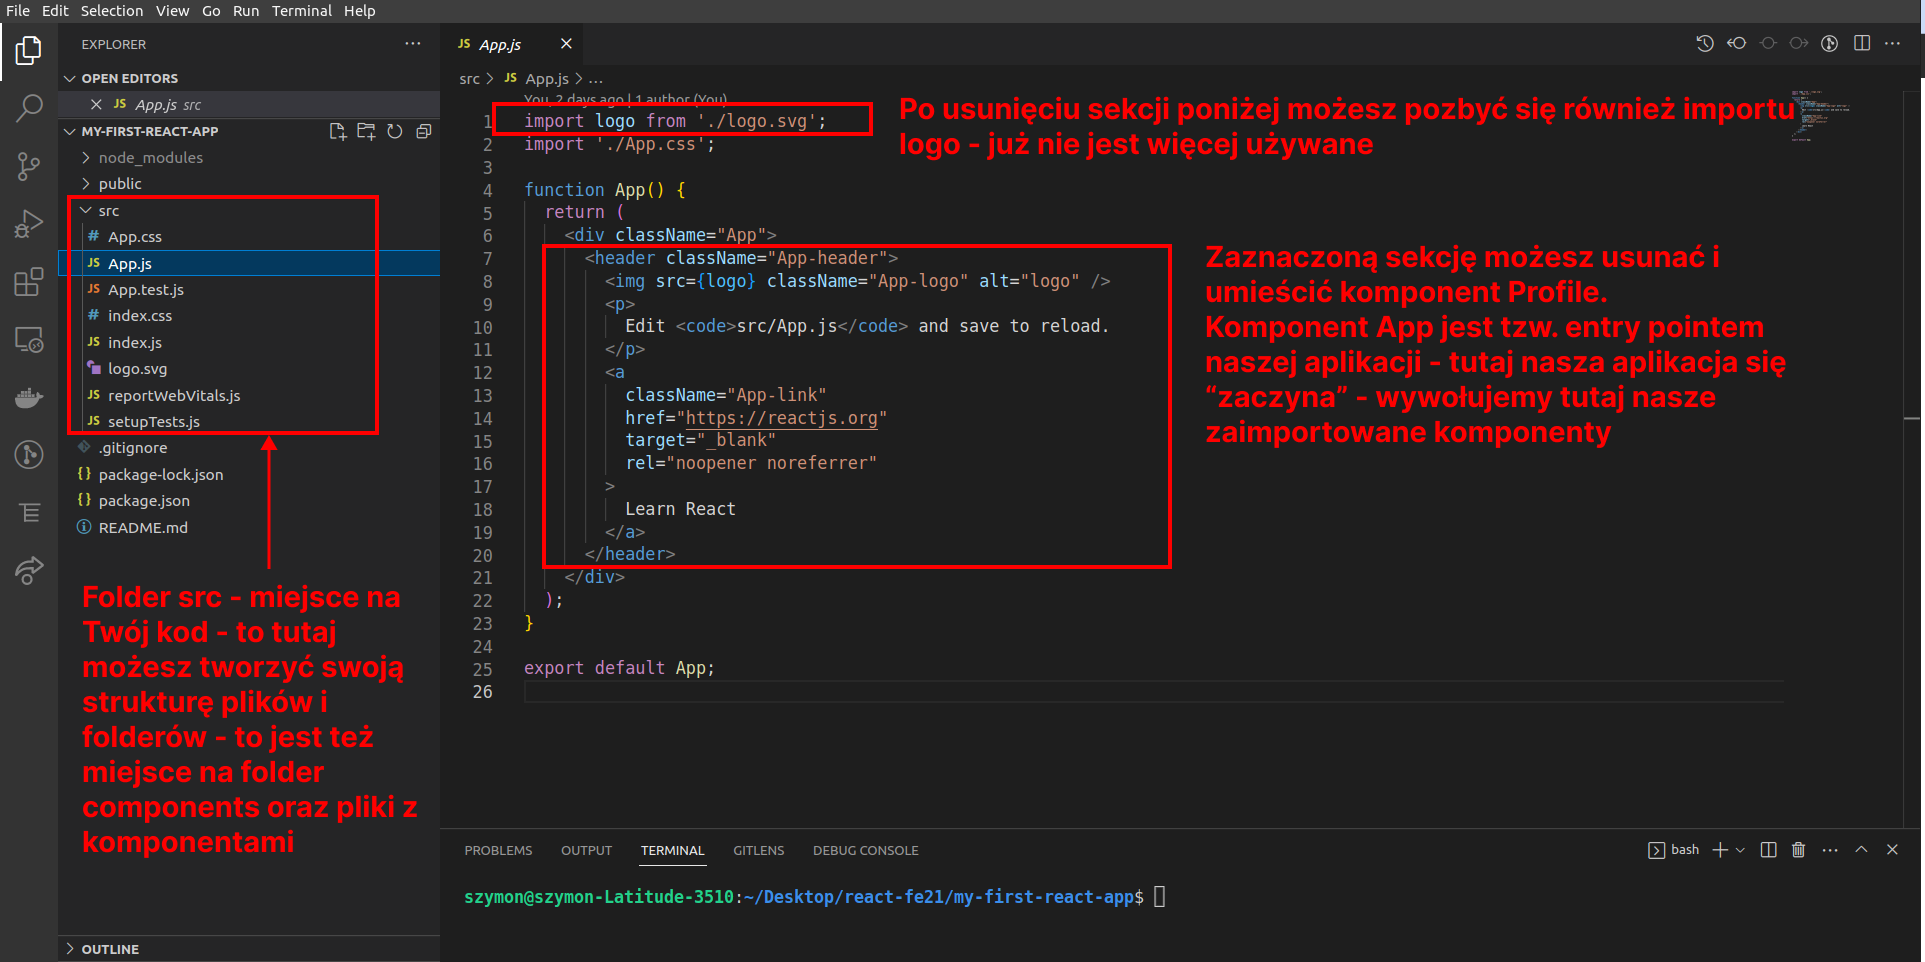 File Edit Selection View Go Run Terminal Help
EXPLORER
OPEN EDITORS
JS App.js src
MY-FIRST-REACT-APP
node_modules
public
src
# App.css
JS App.js
JS App.test.js
# index.css
JS index.js
logo.svg
JS reportWebVitals.js
JS setupTests.js
.gitignore
{} package-lock.json
{} package.json
README.md
Folder src - miejsce na
Twój kod - to tutaj
możesz tworzyć swoją
strukturę plików i
folderów - to jest też
miejsce na folder
components oraz pliki z
komponentami
OUTLINE
JS App.js
src > JS App.js > ...
You, 2 days ago | 1 author (You)
1 import logo from './logo.svg';
2 import './App.css';
3
4 function App() {
5 return (
6 <div className="App">
7 <header className="App-header">
8 <img src={logo} className="App-logo" alt="logo" />
9 <p>
10 Edit <code>src/App.js</code> and save to reload.
11 </p>
12 <a
13 className="App-link"
14 href="https://reactjs.org"
15 target="_blank"
16 rel="noopener noreferrer"
17 >
18 Learn React
19 </a>
20 </header>
21 </div>
22 );
23 }
24
25 export default App;
26
Po usunięciu sekcji poniżej możesz pozbyć się również importu
logo - już nie jest więcej używane
Zaznaczoną sekcję możesz usunać i
umieścić komponent Profile.
Komponent App jest tzw. entry pointem
naszej aplikacji - tutaj nasza aplikacja się
“zaczyna” - wywołujemy tutaj nasze
zaimportowane komponenty
PROBLEMS OUTPUT TERMINAL GITLENS DEBUG CONSOLE
bash
szymon@szymon-Latitude-3510:~/Desktop/react-fe21/my-first-react-app$